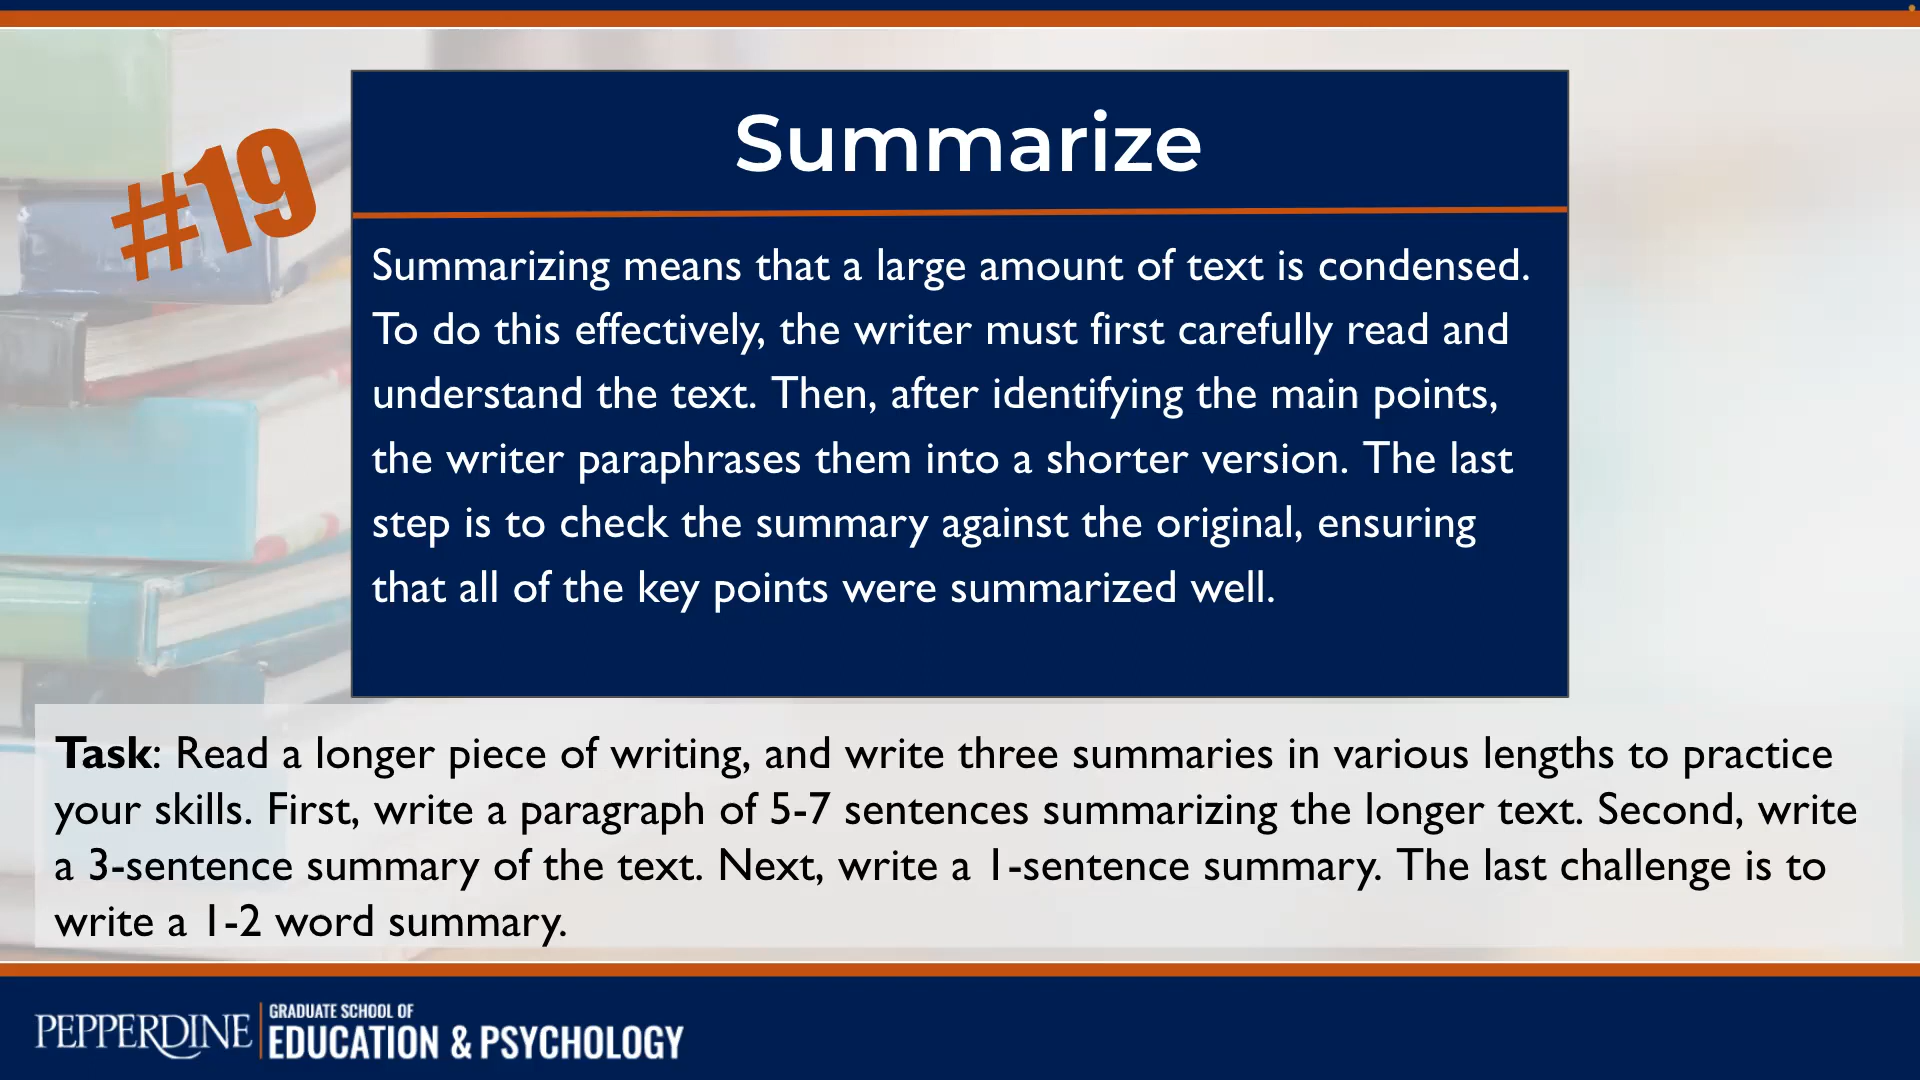 #19
Summarize
Summarizing means that a large amount of text is condensed.
To do this effectively, the writer must first carefully read and
understand the text. Then, after identifying the main points,
the writer paraphrases them into a shorter version. The last
step is to check the summary against the original, ensuring
that all of the key points were summarized well.
Task: Read a longer piece of writing, and write three summaries in various lengths to practice
your skills. First, write a paragraph of 5-7 sentences summarizing the longer text. Second, write
a 3-sentence summary of the text. Next, write a 1-sentence summary. The last challenge is to
write a 1-2 word summary.
PEPPERDINE
GRADUATE SCHOOL OF
EDUCATION & PSYCHOLOGY